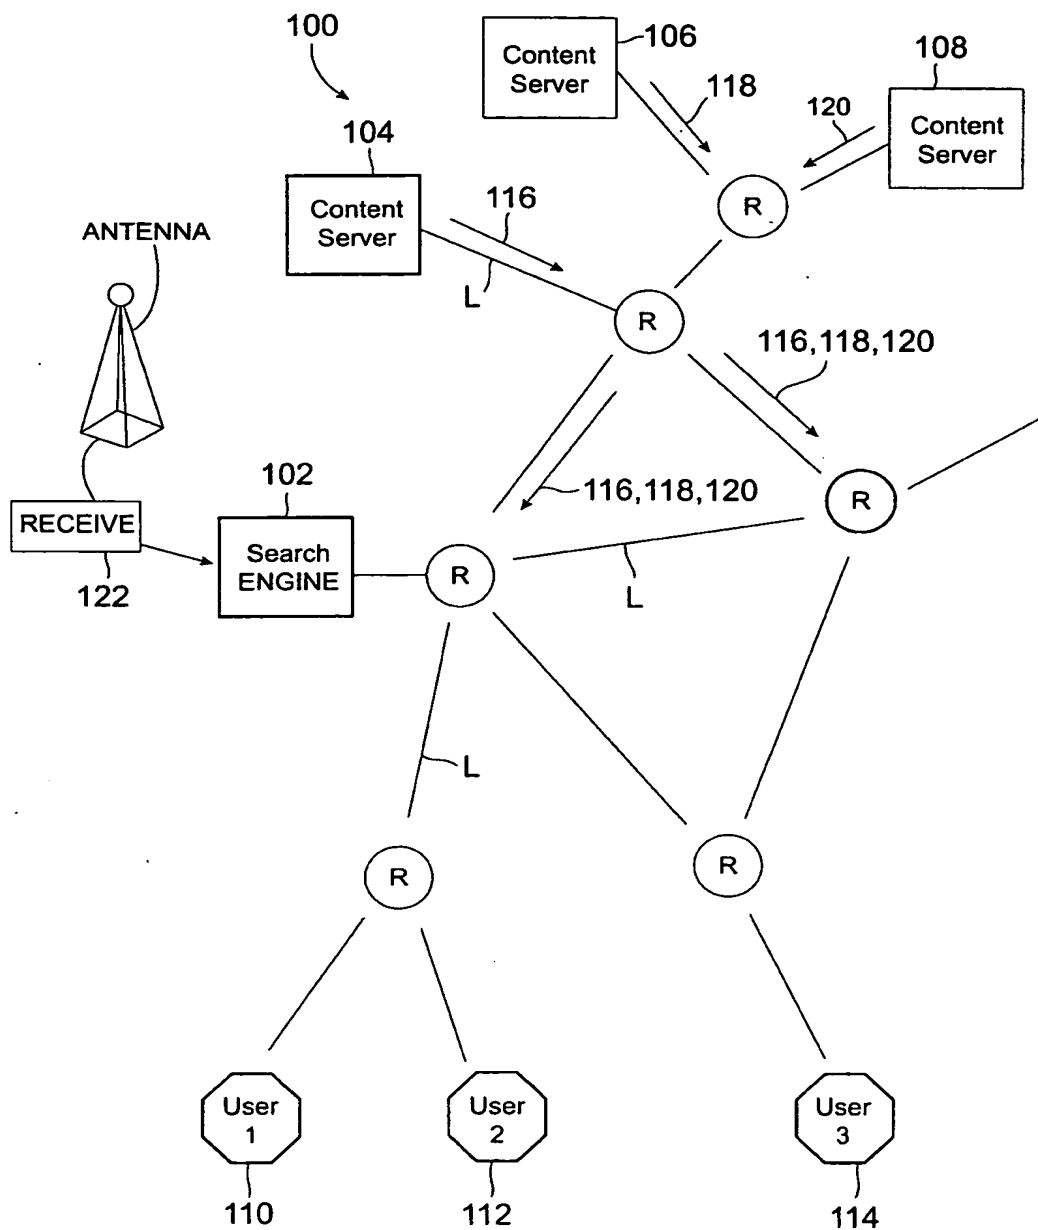 100
106
Content
Server
118
108
120
Content
Server
104
Content
Server
116
R
ANTENNA
L
R
116,118,120
102
116,118,120
R
RECEIVE
Search
ENGINE
R
122
L
L
R
R
User
1
User
2
User
3
110
112
114